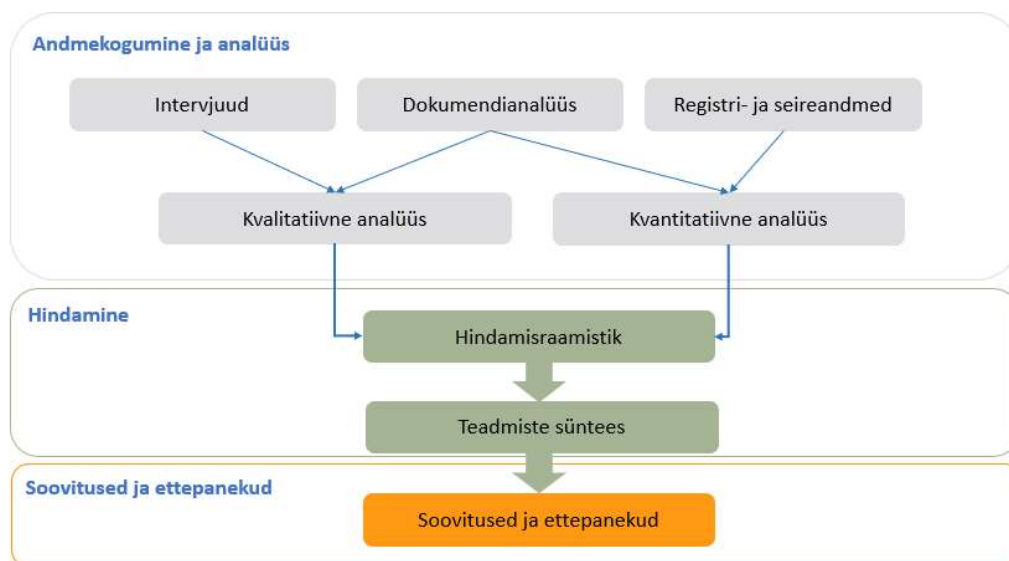 Andmekogumine ja analüüs
Intervjuud
Dokumendianalüüs
Registri- ja seireandmed
Kvalitatiivne analüüs
Kvantitatiivne analüüs
Hindamine
Hindamisraamistik
Teadmiste süntees
Soovitused ja ettepanekud
Soovitused ja ettepanekud